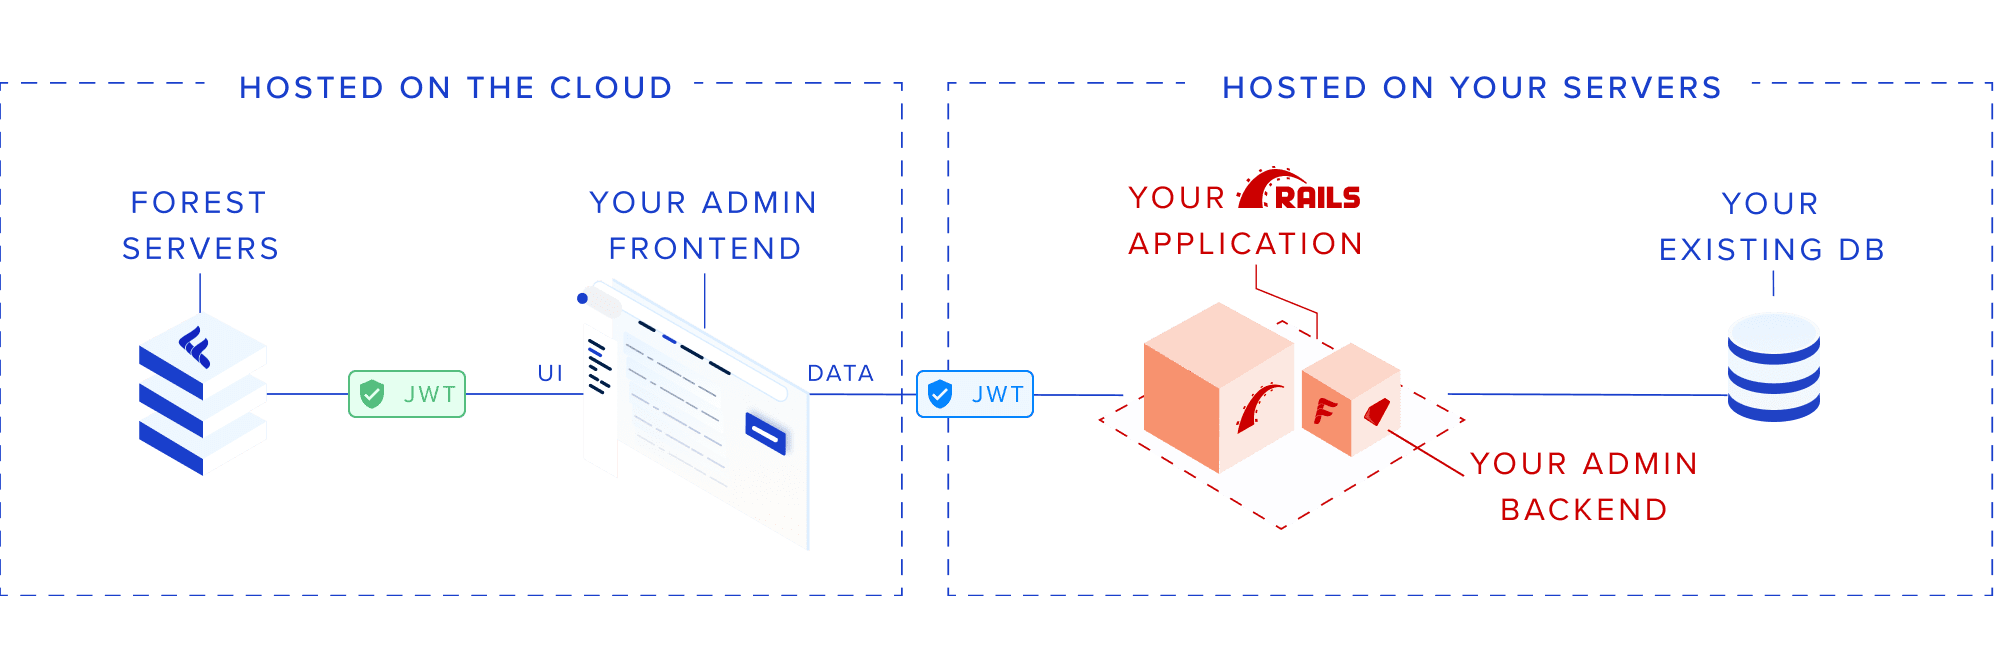 HOSTED ON THE CLOUD
HOSTED ON YOUR SERVERS
FOREST
SERVERS
YOUR ADMIN
FRONTEND
YOUR RAILS
APPLICATION
YOUR
EXISTING DB
JWT
UI
DATA
JWT
F
YOUR ADMIN
BACKEND